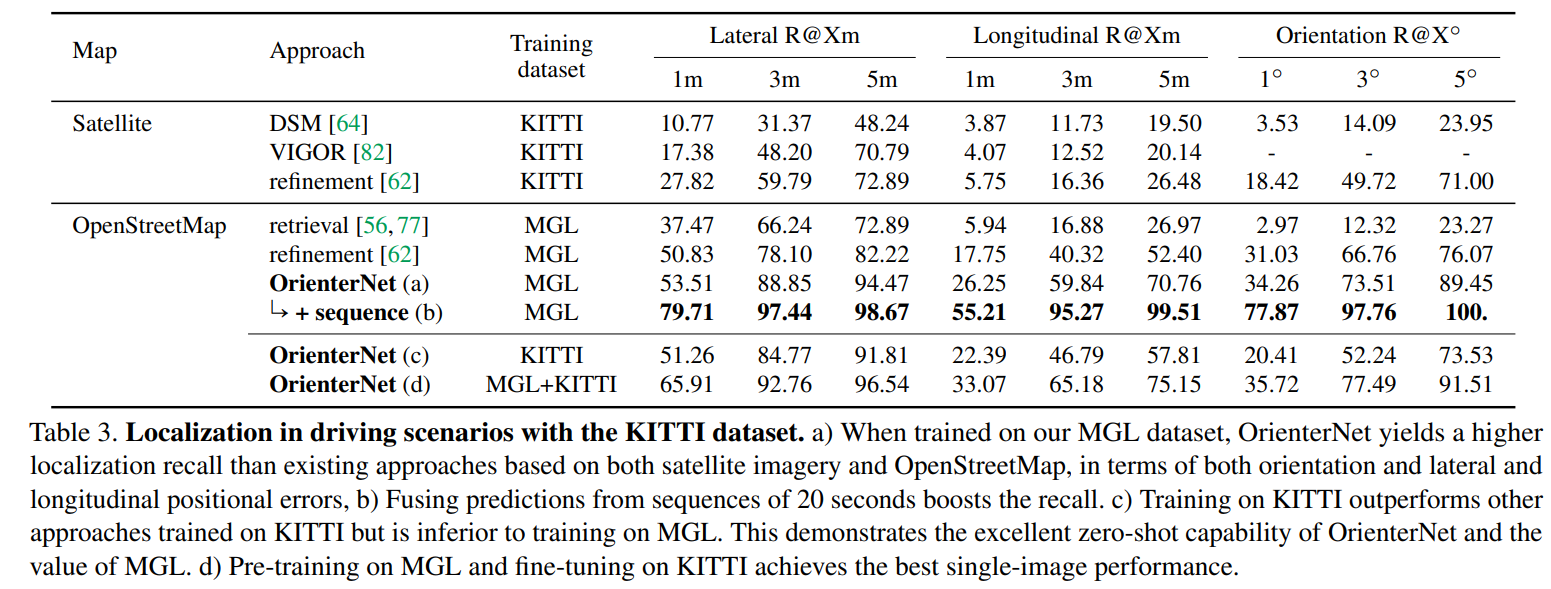 Map Approach Training dataset Lateral R@Xm Longitudinal R@Xm Orientation R@X°
1m 3m 5m 1m 3m 5m 1° 3° 5°
Satellite DSM [64] KITTI 10.77 31.37 48.24 3.87 11.73 19.50 3.53 14.09 23.95
VIGOR [82] KITTI 17.38 48.20 70.79 4.07 12.52 20.14 - - -
refinement [62] KITTI 27.82 59.79 72.89 5.75 16.36 26.48 18.42 49.72 71.00
OpenStreetMap retrieval [56, 77] MGL 37.47 66.24 72.89 5.94 16.88 26.97 2.97 12.32 23.27
refinement [62] MGL 50.83 78.10 82.22 17.75 40.32 52.40 31.03 66.76 76.07
OrienterNet (a) MGL 53.51 88.85 94.47 26.25 59.84 70.76 34.26 73.51 89.45
↳ + sequence (b) MGL 79.71 97.44 98.67 55.21 95.27 99.51 77.87 97.76 100.
OrienterNet (c) KITTI 51.26 84.77 91.81 22.39 46.79 57.81 20.41 52.24 73.53
OrienterNet (d) MGL+KITTI 65.91 92.76 96.54 33.07 65.18 75.15 35.72 77.49 91.51
Table 3. Localization in driving scenarios with the KITTI dataset. a) When trained on our MGL dataset, OrienterNet yields a higher
localization recall than existing approaches based on both satellite imagery and OpenStreetMap, in terms of both orientation and lateral and
longitudinal positional errors, b) Fusing predictions from sequences of 20 seconds boosts the recall. c) Training on KITTI outperforms other
approaches trained on KITTI but is inferior to training on MGL. This demonstrates the excellent zero-shot capability of OrienterNet and the
value of MGL. d) Pre-training on MGL and fine-tuning on KITTI achieves the best single-image performance.